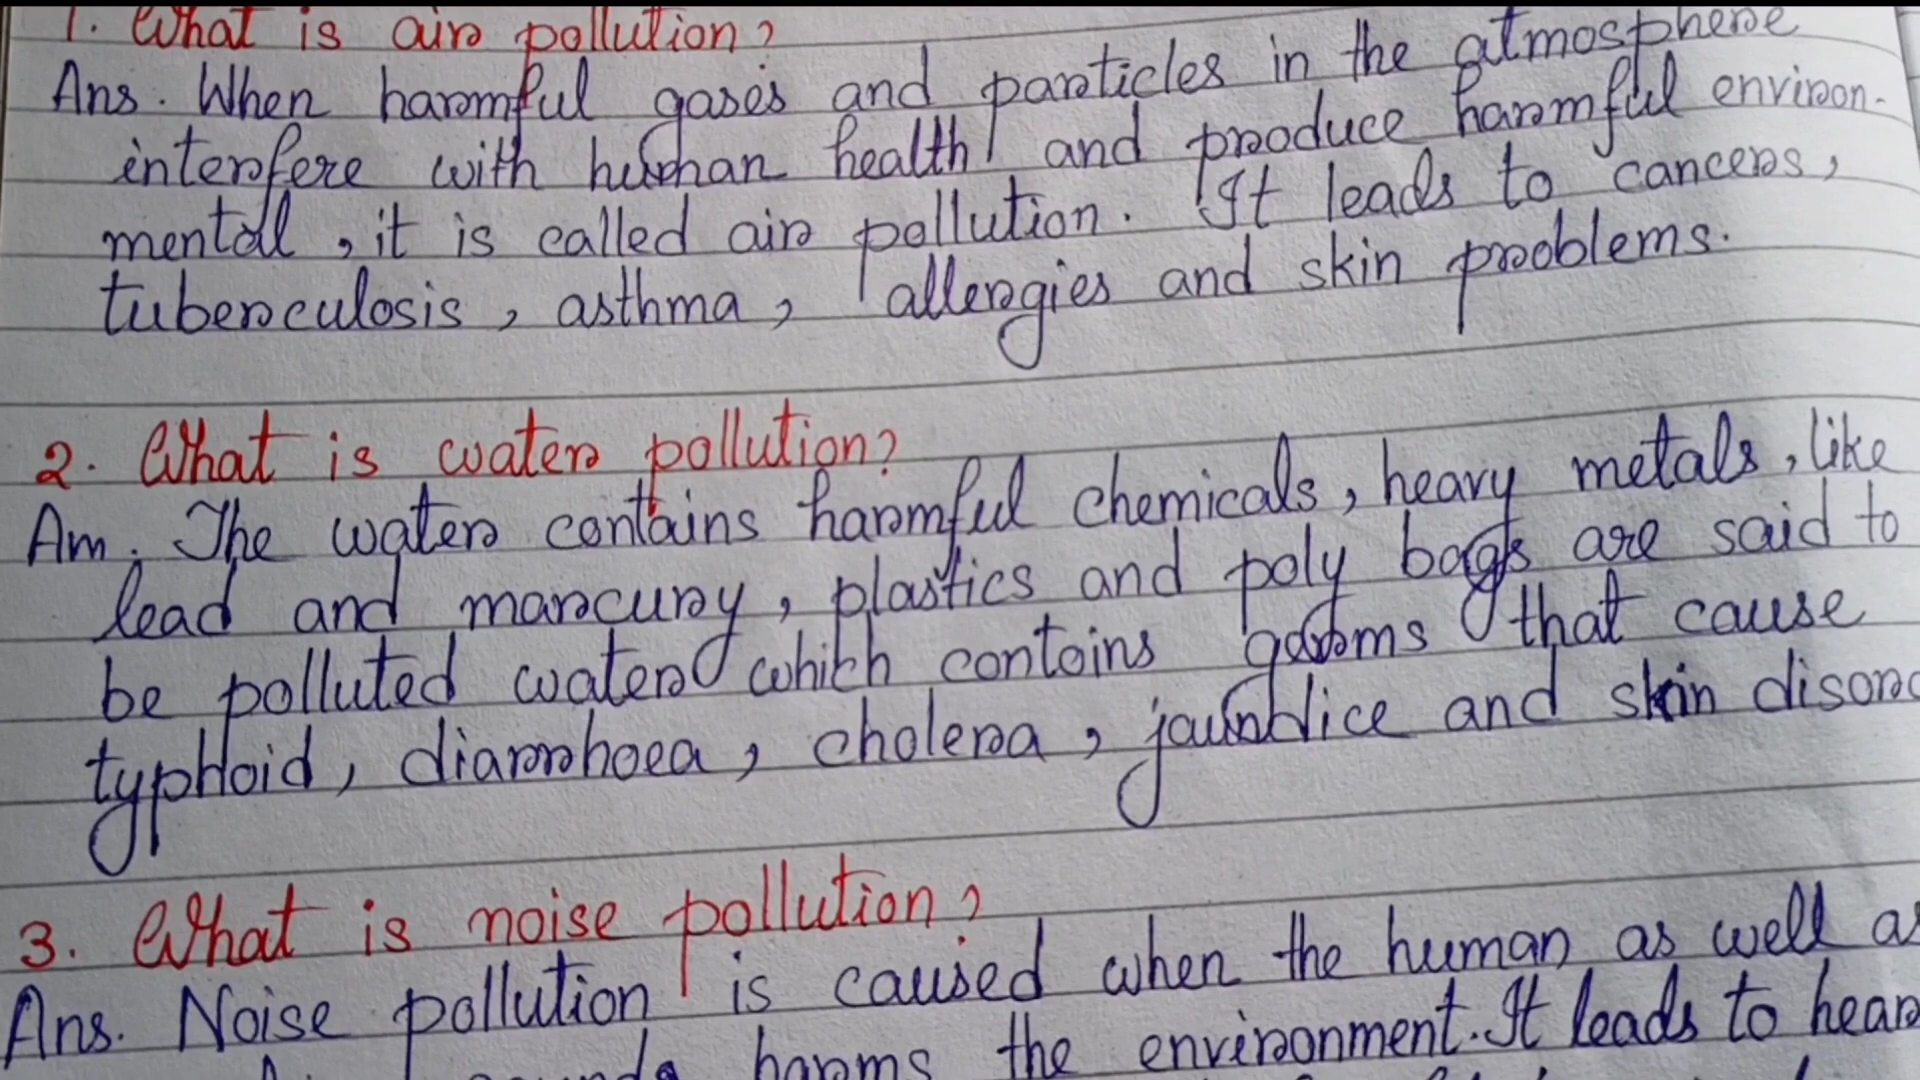 1. What is air pollution?
Ans. When harmful gases and particles in the atmosphere
interfere with human health and produce harmful environ-
mental, it is called air pollution. It leads to cancers,
tuberculosis, asthma, allergies and skin problems.
2. What is water pollution?
Am. The water contains harmful chemicals, heavy metals, like
lead and marcury, plastics and poly bags are said to
be polluted water which contains garms that cause
typhoid, diarrhoea, cholera, jaundice and skin disord
3. What is noise pollution?
Ans. Noise pollution is caused when the human as well as
harms the environment. It leads to hear